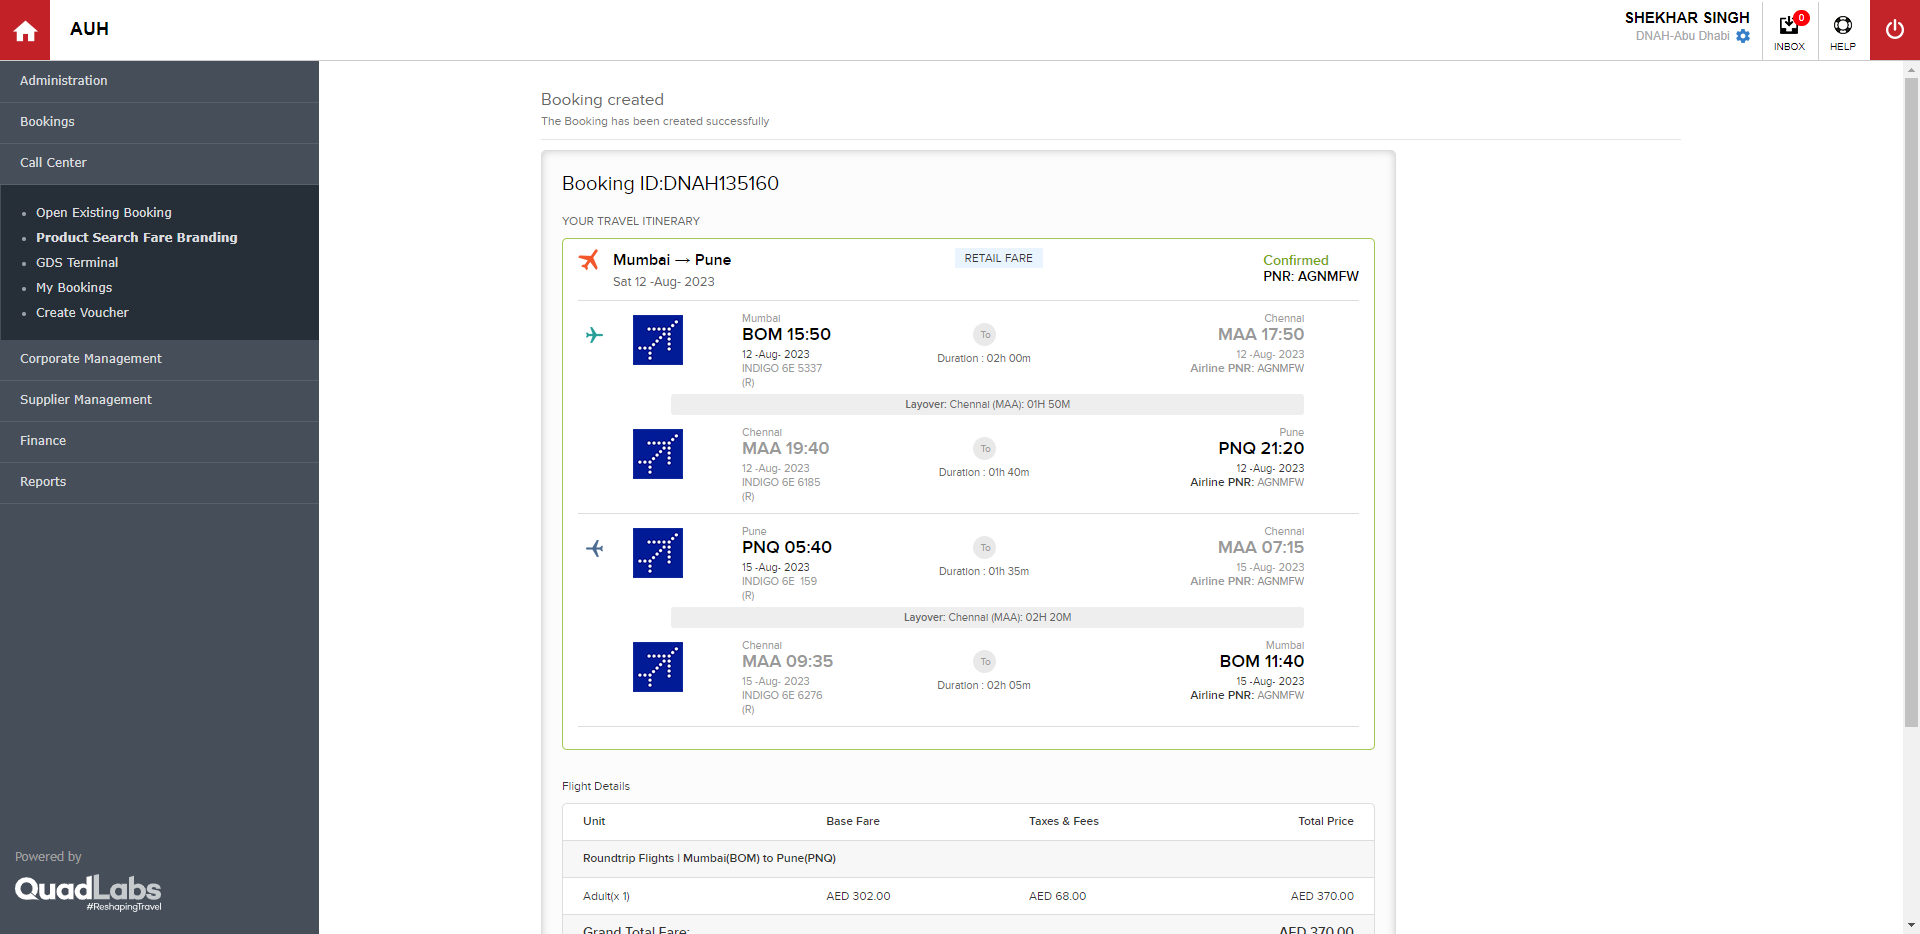 AUH
SHEKHAR SINGH
DNAH-Abu Dhabi
0
INBOX
HELP
Administration
Bookings
Call Center
Open Existing Booking
Product Search Fare Branding
GDS Terminal
My Bookings
Create Voucher
Corporate Management
Supplier Management
Finance
Reports
Powered by
QuadLabs
#ReshapingTravel
Booking created
The Booking has been created successfully
Booking ID:DNAH135160
YOUR TRAVEL ITINERARY
Mumbai → Pune
Sat 12 -Aug- 2023
RETAIL FARE
Confirmed
PNR: AGNMFW
Mumbai
BOM 15:50
12 -Aug- 2023
INDIGO 6E 5337
(R)
To
Duration : 02h 00m
Chennai
MAA 17:50
12 -Aug- 2023
Airline PNR: AGNMFW
Layover: Chennai (MAA): 01H 50M
Chennai
MAA 19:40
12 -Aug- 2023
INDIGO 6E 6185
(R)
To
Duration : 01h 40m
Pune
PNQ 21:20
12 -Aug- 2023
Airline PNR: AGNMFW
Pune
PNQ 05:40
15 -Aug- 2023
INDIGO 6E 159
(R)
To
Duration : 01h 35m
Chennai
MAA 07:15
15 -Aug- 2023
Airline PNR: AGNMFW
Layover: Chennai (MAA): 02H 20M
Chennai
MAA 09:35
15 -Aug- 2023
INDIGO 6E 6276
(R)
To
Duration : 02h 05m
Mumbai
BOM 11:40
15 -Aug- 2023
Airline PNR: AGNMFW
Flight Details
Unit Base Fare Taxes & Fees Total Price
Roundtrip Flights | Mumbai(BOM) to Pune(PNQ)
Adult(x 1) AED 302.00 AED 68.00 AED 370.00
Grand Total Fare: AED 370.00